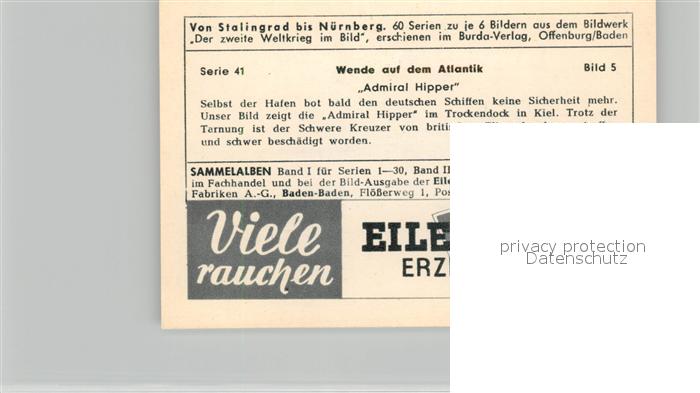 Von Stalingrad bis Nürnberg. 60 Serien zu je 6 Bildern aus dem Bildwerk
„Der zweite Weltkrieg im Bild", erschienen im Burda-Verlag, Offenburg/Baden
Serie 41 Wende auf dem Atlantik Bild 5
„Admiral Hipper"
Selbst der Hafen bot bald den deutschen Schiffen keine Sicherheit mehr.
Unser Bild zeigt die „Admiral Hipper" im Trockendock in Kiel. Trotz der
Tarnung ist der Schwere Kreuzer von
und schwer beschädigt worden.
SAMMELALBEN Band I für Serien 1—30, Band II
im Fachhandel und bei der Bild-Ausgabe der
Fabriken A.-G., Baden-Baden, Flößerweg 1,
Viele
rauchen
privacy protection
Datenschutz